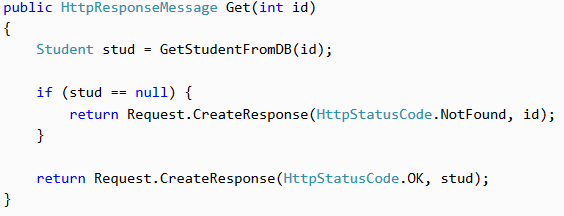 public HttpResponseMessage Get(int id)
{
    Student stud = GetStudentFromDB(id);

    if (stud == null) {
        return Request.CreateResponse(HttpStatusCode.NotFound, id);
    }

    return Request.CreateResponse(HttpStatusCode.OK, stud);
}